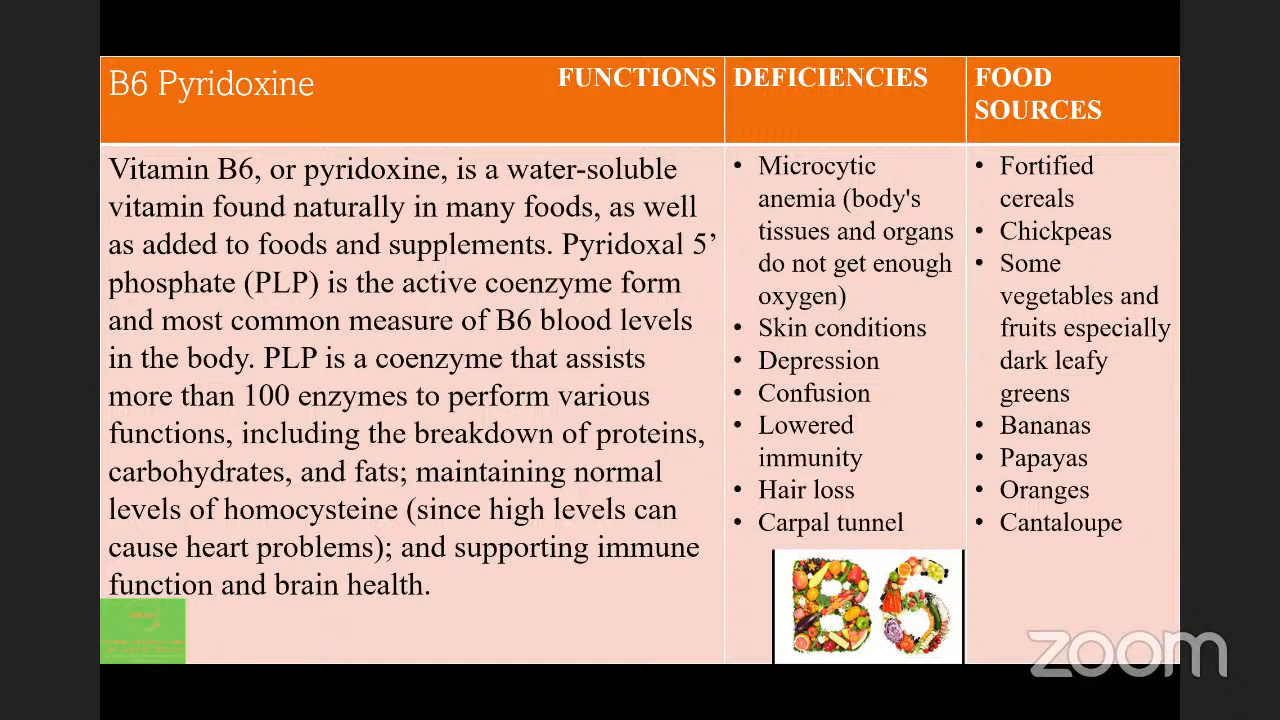 B6 Pyridoxine
FUNCTIONS
DEFICIENCIES
FOOD
SOURCES
Vitamin B6, or pyridoxine, is a water-soluble
vitamin found naturally in many foods, as well
as added to foods and supplements. Pyridoxal 5’
phosphate (PLP) is the active coenzyme form
and most common measure of B6 blood levels
in the body. PLP is a coenzyme that assists
more than 100 enzymes to perform various
functions, including the breakdown of proteins,
carbohydrates, and fats; maintaining normal
levels of homocysteine (since high levels can
cause heart problems); and supporting immune
function and brain health.
• Microcytic
anemia (body's
tissues and organs
do not get enough
oxygen)
• Skin conditions
• Depression
• Confusion
• Lowered
immunity
• Hair loss
• Carpal tunnel
B6
• Fortified
cereals
• Chickpeas
• Some
vegetables and
fruits especially
dark leafy
greens
• Bananas
• Papayas
• Oranges
• Cantaloupe
zoom